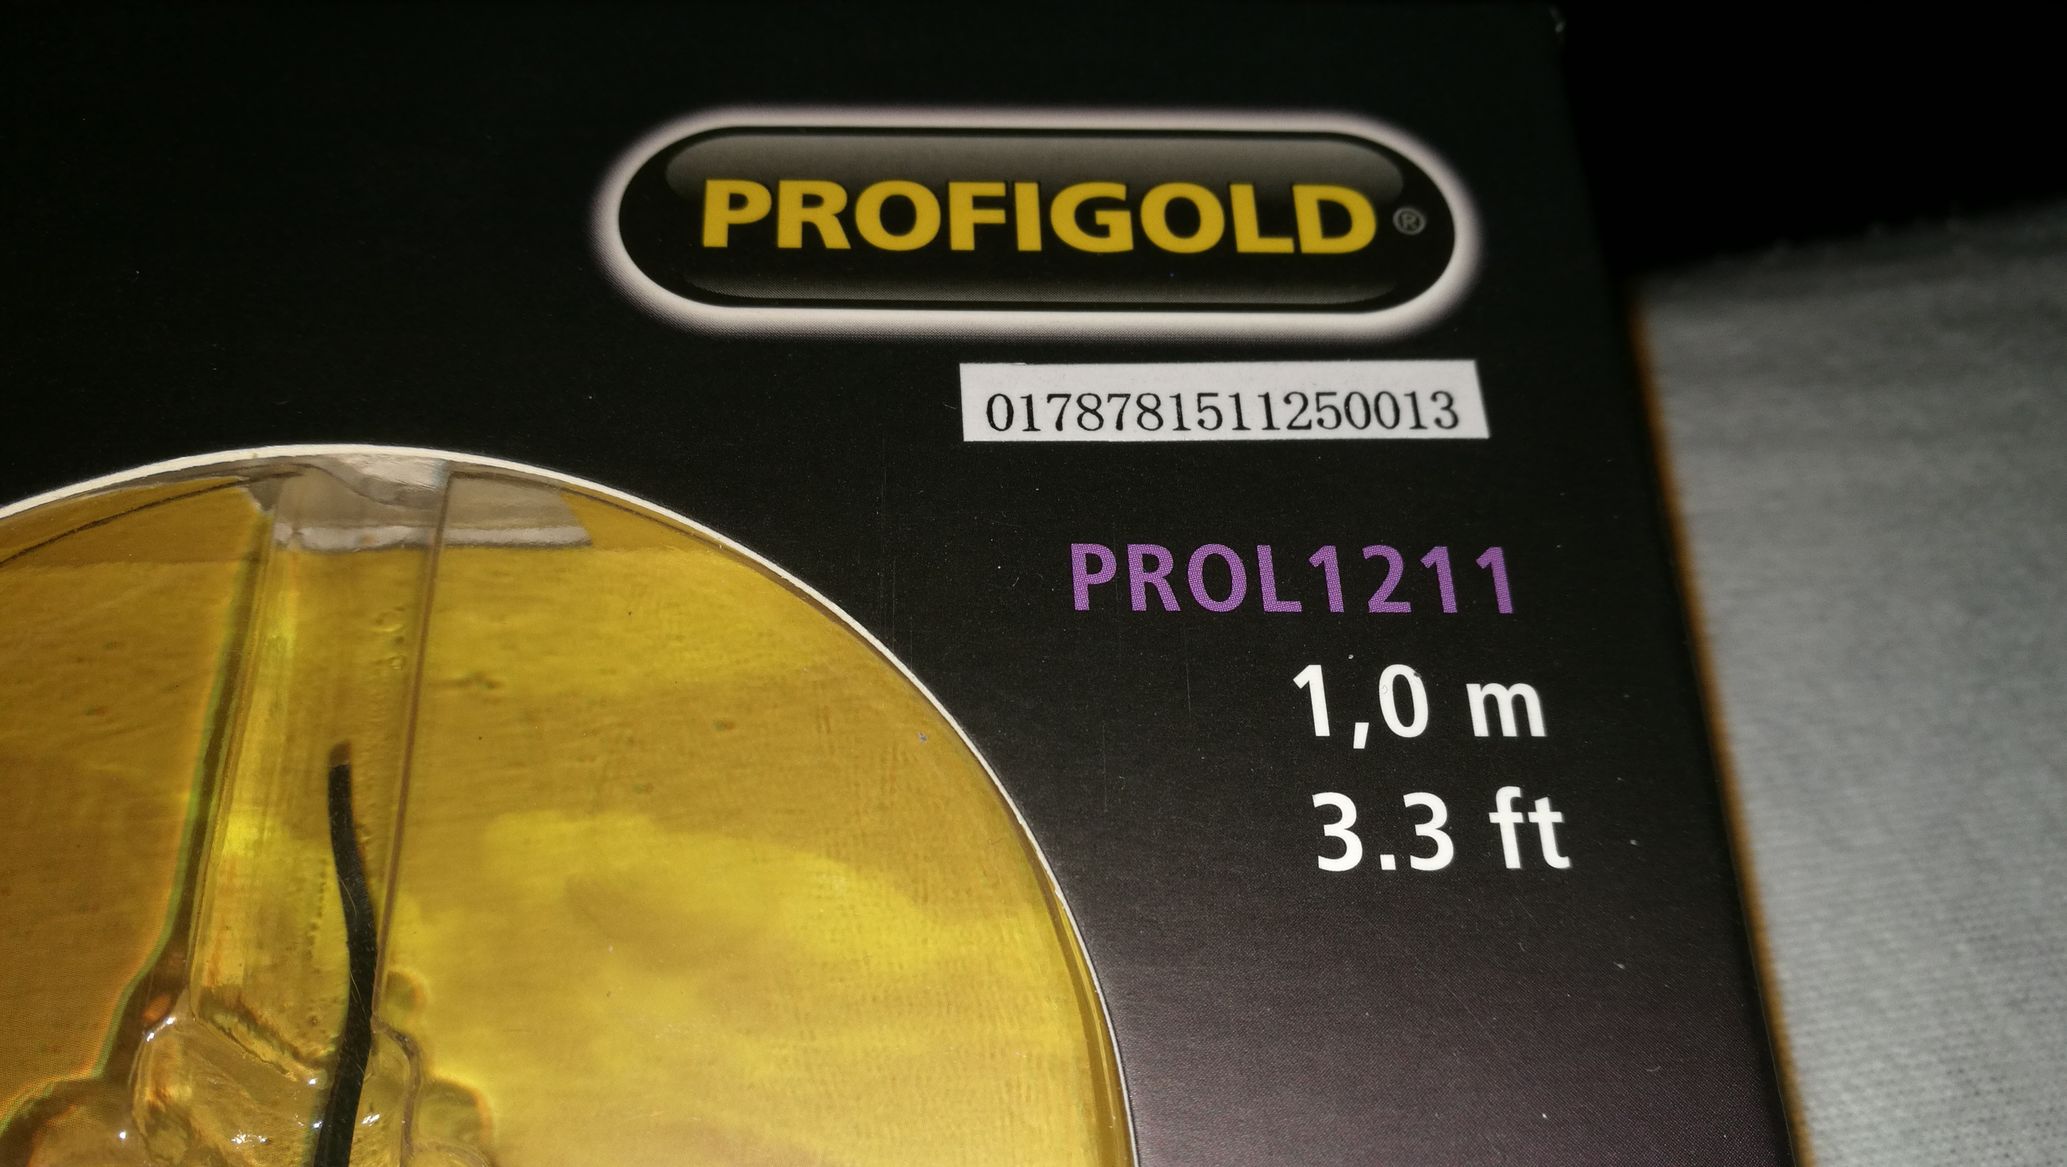 PROFIGOLD®
0178781511250013
PROL1211
1,0 m
3.3 ft